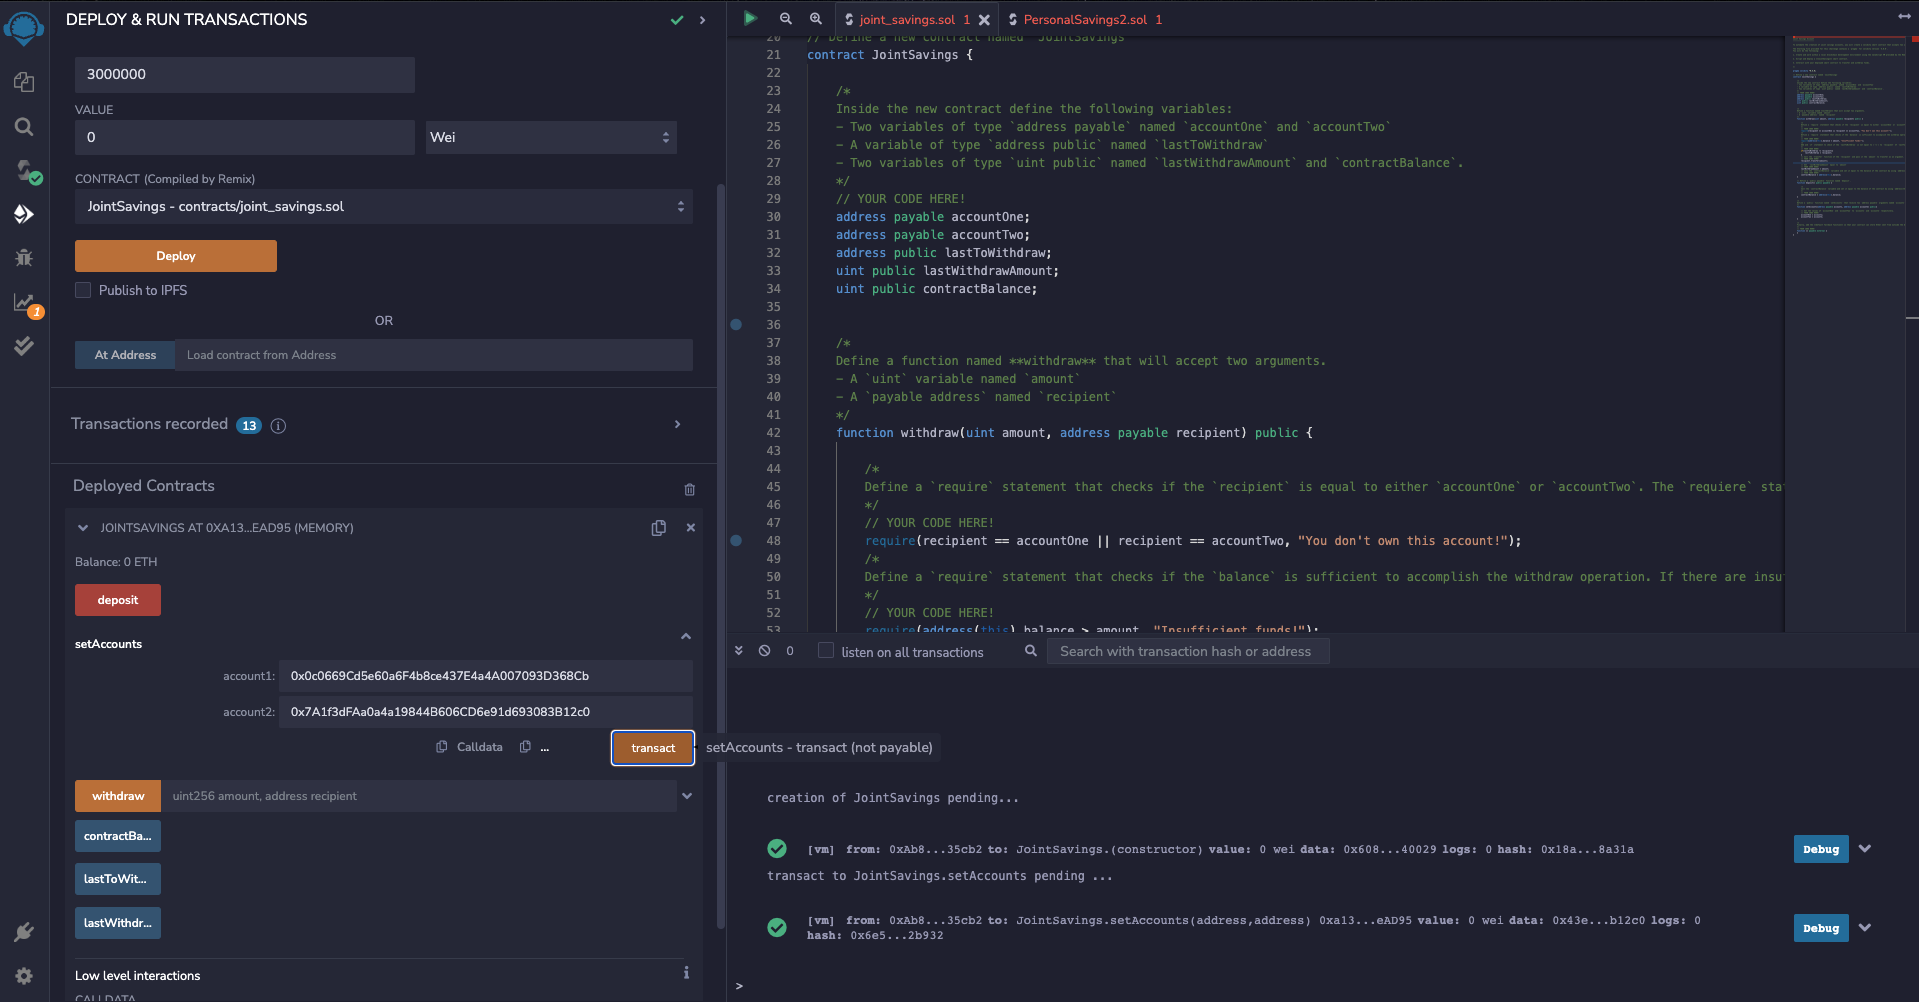 DEPLOY & RUN TRANSACTIONS
3000000
VALUE
0
Wei
CONTRACT (Compiled by Remix)
JointSavings - contracts/joint_savings.sol
Deploy
Publish to IPFS
OR
At Address
Load contract from Address
Transactions recorded 13
Deployed Contracts
JOINTSAVINGS AT 0XA13...EAD95 (MEMORY)
Balance: 0 ETH
deposit
setAccounts
account1: 0x0c0669Cd5e60a6F4b8ce437E4a4A007093D368Cb
account2: 0x7A1f3dFAa0a4a19844B606CD6e91d693083B12c0
Calldata ...
transact
setAccounts - transact (not payable)
withdraw
uint256 amount, address recipient
contractBa...
lastToWit...
lastWithdr...
Low level interactions
CALLDATA
1
joint_savings.sol 1
PersonalSavings2.sol 1
20 // Define a new contract named `JointSavings`
21 contract JointSavings {
22
23 /*
24 Inside the new contract define the following variables:
25 - Two variables of type `address payable` named `accountOne` and `accountTwo`
26 - A variable of type `address public` named `lastToWithdraw`
27 - Two variables of type `uint public` named `lastWithdrawAmount` and `contractBalance`.
28 */
29 // YOUR CODE HERE!
30 address payable accountOne;
31 address payable accountTwo;
32 address public lastToWithdraw;
33 uint public lastWithdrawAmount;
34 uint public contractBalance;
35
36
37 /*
38 Define a function named **withdraw** that will accept two arguments.
39 - A `uint` variable named `amount`
40 - A `payable address` named `recipient`
41 */
42 function withdraw(uint amount, address payable recipient) public {
43
44 /*
45 Define a `require` statement that checks if the `recipient` is equal to either `accountOne` or `accountTwo`. The `requiere` sta
46 */
47 // YOUR CODE HERE!
48 require(recipient == accountOne || recipient == accountTwo, "You don't own this account!");
49 /*
50 Define a `require` statement that checks if the `balance` is sufficient to accomplish the withdraw operation. If there are insu
51 */
52 // YOUR CODE HERE!
53 require(address(this).balance > amount, "Insufficient funds!");
0
listen on all transactions
Search with transaction hash or address
creation of JointSavings pending...
[vm] from: 0xAb8...35cb2 to: JointSavings.(constructor) value: 0 wei data: 0x608...40029 logs: 0 hash: 0x18a...8a31a
Debug
transact to JointSavings.setAccounts pending ...
[vm] from: 0xAb8...35cb2 to: JointSavings.setAccounts(address,address) 0xa13...eAD95 value: 0 wei data: 0x43e...b12c0 logs: 0
hash: 0x6e5...2b932
Debug
>